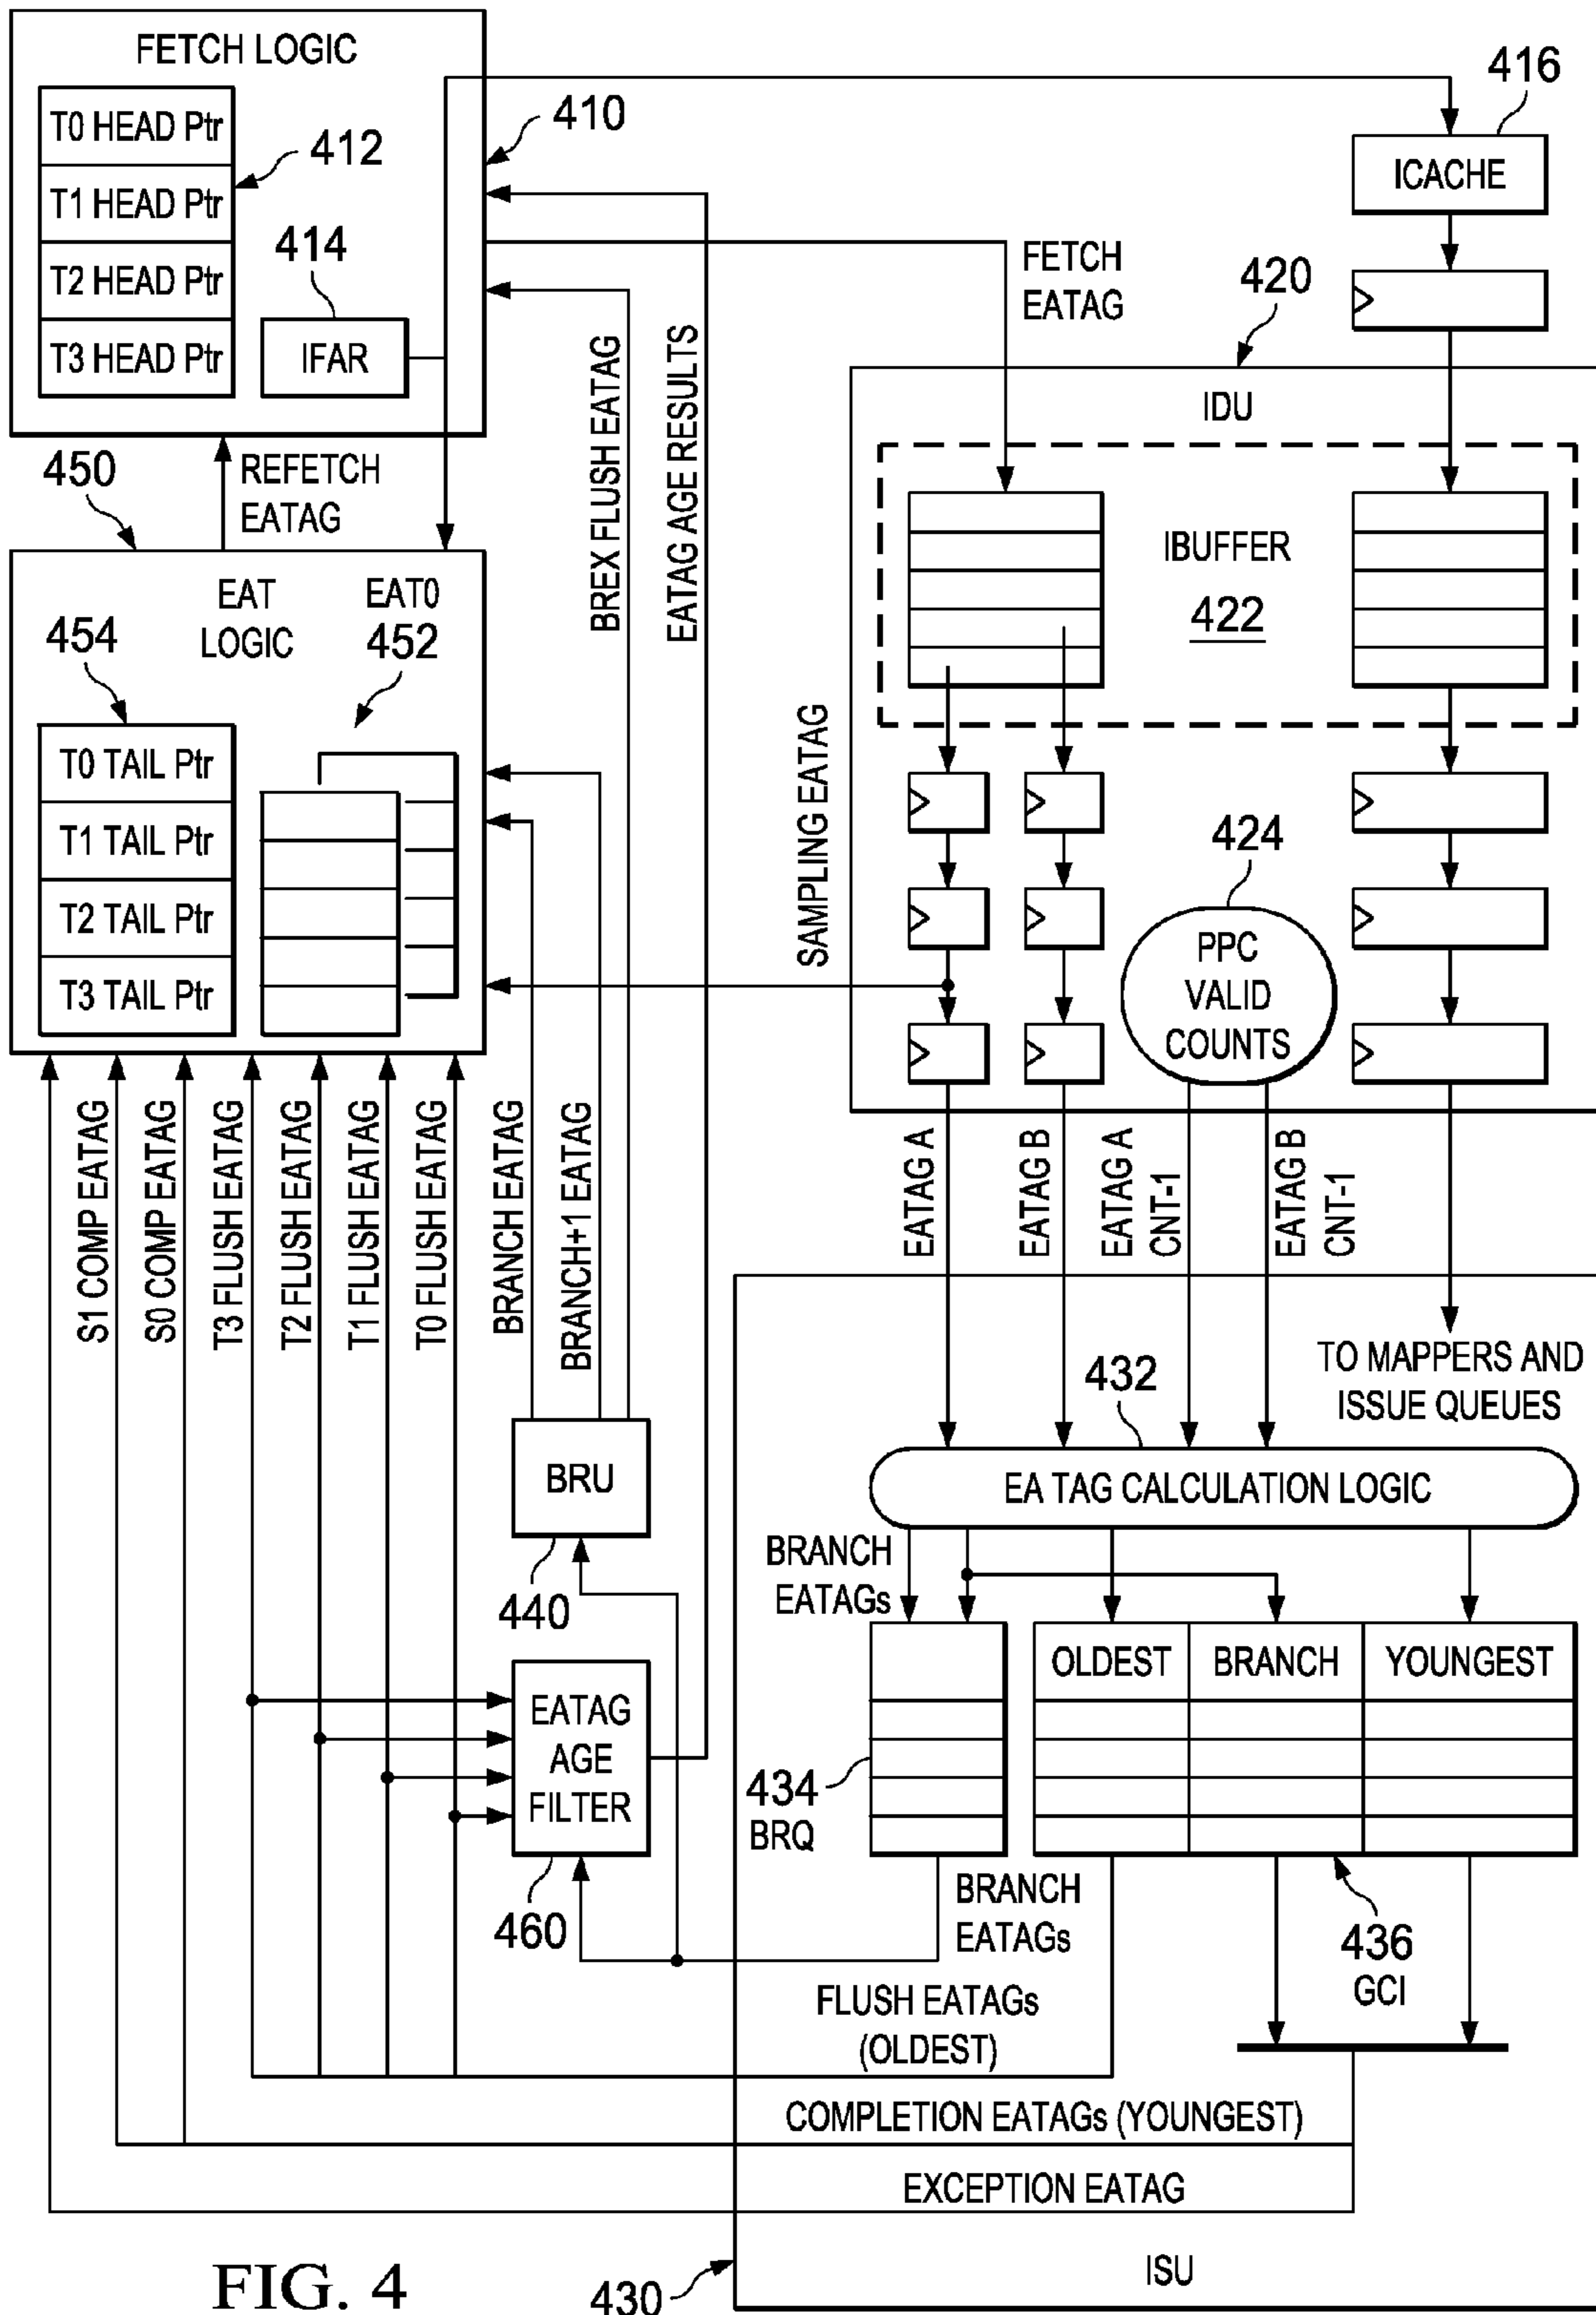 FETCH LOGIC
T0 HEAD Ptr
T1 HEAD Ptr
T2 HEAD Ptr
T3 HEAD Ptr
412
414
IFAR
410
416
ICACHE
FETCH
EATAG
420
IDU
BREX FLUSH EATAG
EATAG AGE RESULTS
450
REFETCH
EATAG
IBUFFER
422
EAT
LOGIC
EAT0
452
454
T0 TAIL Ptr
T1 TAIL Ptr
T2 TAIL Ptr
T3 TAIL Ptr
SAMPLING EATAG
424
PPC
VALID
COUNTS
S1 COMP EATAG
S0 COMP EATAG
T3 FLUSH EATAG
T2 FLUSH EATAG
T1 FLUSH EATAG
T0 FLUSH EATAG
BRANCH EATAG
BRANCH+1 EATAG
EATAG A
EATAG B
EATAG A
CNT-1
EATAG B
CNT-1
TO MAPPERS AND
ISSUE QUEUES
432
EA TAG CALCULATION LOGIC
BRU
440
BRANCH
EATAGs
OLDEST
BRANCH
YOUNGEST
EATAG
AGE
FILTER
460
434
BRQ
BRANCH
EATAGs
436
GCI
FLUSH EATAGs
(OLDEST)
COMPLETION EATAGs (YOUNGEST)
EXCEPTION EATAG
ISU
430
FIG. 4